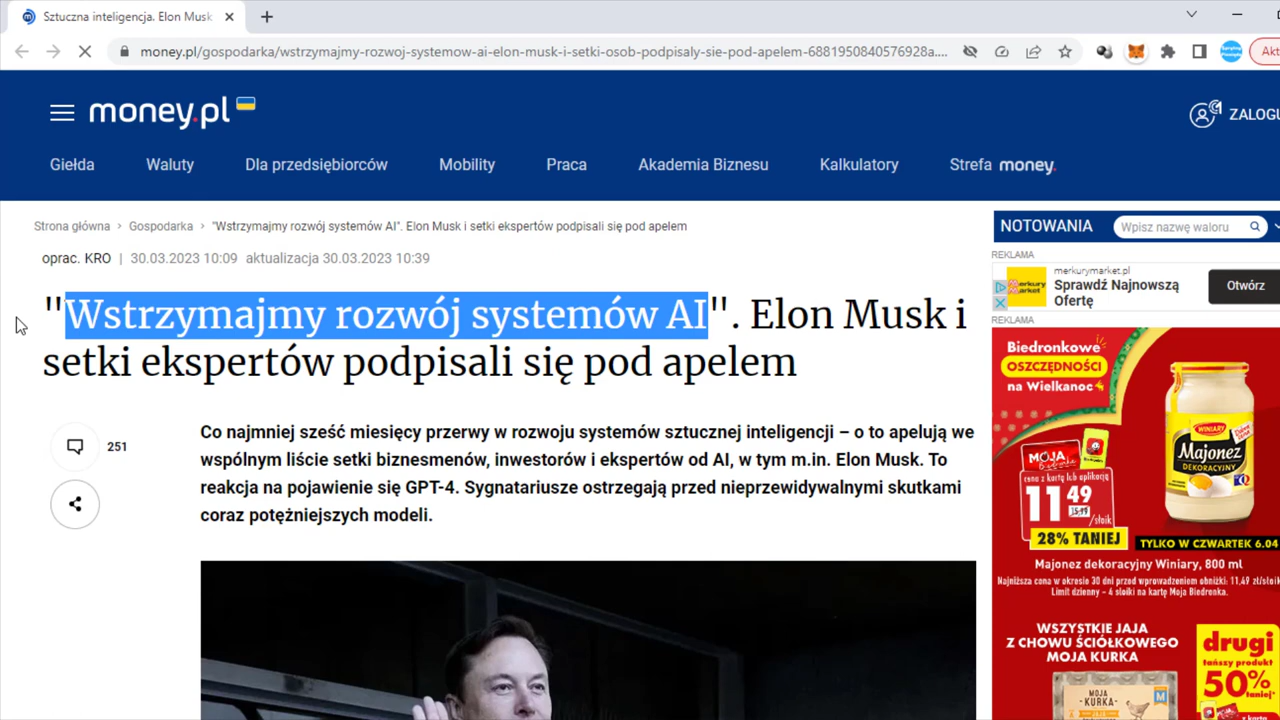 Sztuczna inteligencja. Elon Musk
money.pl/gospodarka/wstrzymajmy-rozwoj-systemow-ai-elon-musk-i-setki-osob-podpisaly-sie-pod-apelem-6881950840576928a....
Akt
money.pl
ZALOGU
Giełda Waluty Dla przedsiębiorców Mobility Praca Akademia Biznesu Kalkulatory Strefa money.
Strona główna > Gospodarka > "Wstrzymajmy rozwój systemów AI". Elon Musk i setki ekspertów podpisali się pod apelem
oprac. KRO | 30.03.2023 10:09 aktualizacja 30.03.2023 10:39
"Wstrzymajmy rozwój systemów AI". Elon Musk i
setki ekspertów podpisali się pod apelem
251
Co najmniej sześć miesięcy przerwy w rozwoju systemów sztucznej inteligencji – o to apelują we
wspólnym liście setki biznesmenów, inwestorów i ekspertów od AI, w tym m.in. Elon Musk. To
reakcja na pojawienie się GPT-4. Sygnatariusze ostrzegają przed nieprzewidywalnymi skutkami
coraz potężniejszych modeli.
NOTOWANIA
Wpisz nazwę waloru
REKLAMA
merkury market
merkurymarket.pl
Sprawdź Najnowszą
Ofertę
Otwórz
REKLAMA
Biedronkowe
OSZCZĘDNOŚCI
na Wielkanoc
WINIARY
Majonez
DEKORACYJNY
MOJA
Biedronka
cena z kartą lub aplikacją
11 49
15,99
/słoik
28% TANIEJ
TYLKO W CZWARTEK 6.04
Majonez dekoracyjny Winiary, 800 ml
Najniższa cena w okresie 30 dni przed wprowadzeniem obniżki: 11,49 zł/słoik
Limit dzienny – 4 słoiki na kartę Moja Biedronka.
WSZYSTKIE JAJA
Z CHOWU ŚCIÓŁKOWEGO
MOJA KURKA
drugi
tańszy produkt
50%
taniej*
MOJA
KURKA
M